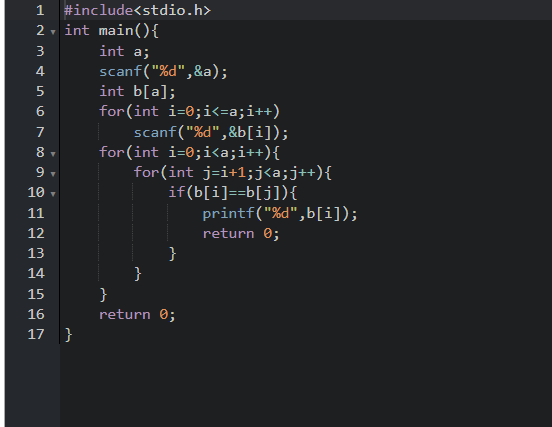 1 #include<stdio.h>
2 int main(){
3     int a;
4     scanf("%d",&a);
5     int b[a];
6     for(int i=0;i<=a;i++)
7         scanf("%d",&b[i]);
8     for(int i=0;i<a;i++){
9         for(int j=i+1;j<a;j++){
10             if(b[i]==b[j]){
11                 printf("%d",b[i]);
12                 return 0;
13             }
14         }
15     }
16     return 0;
17 }